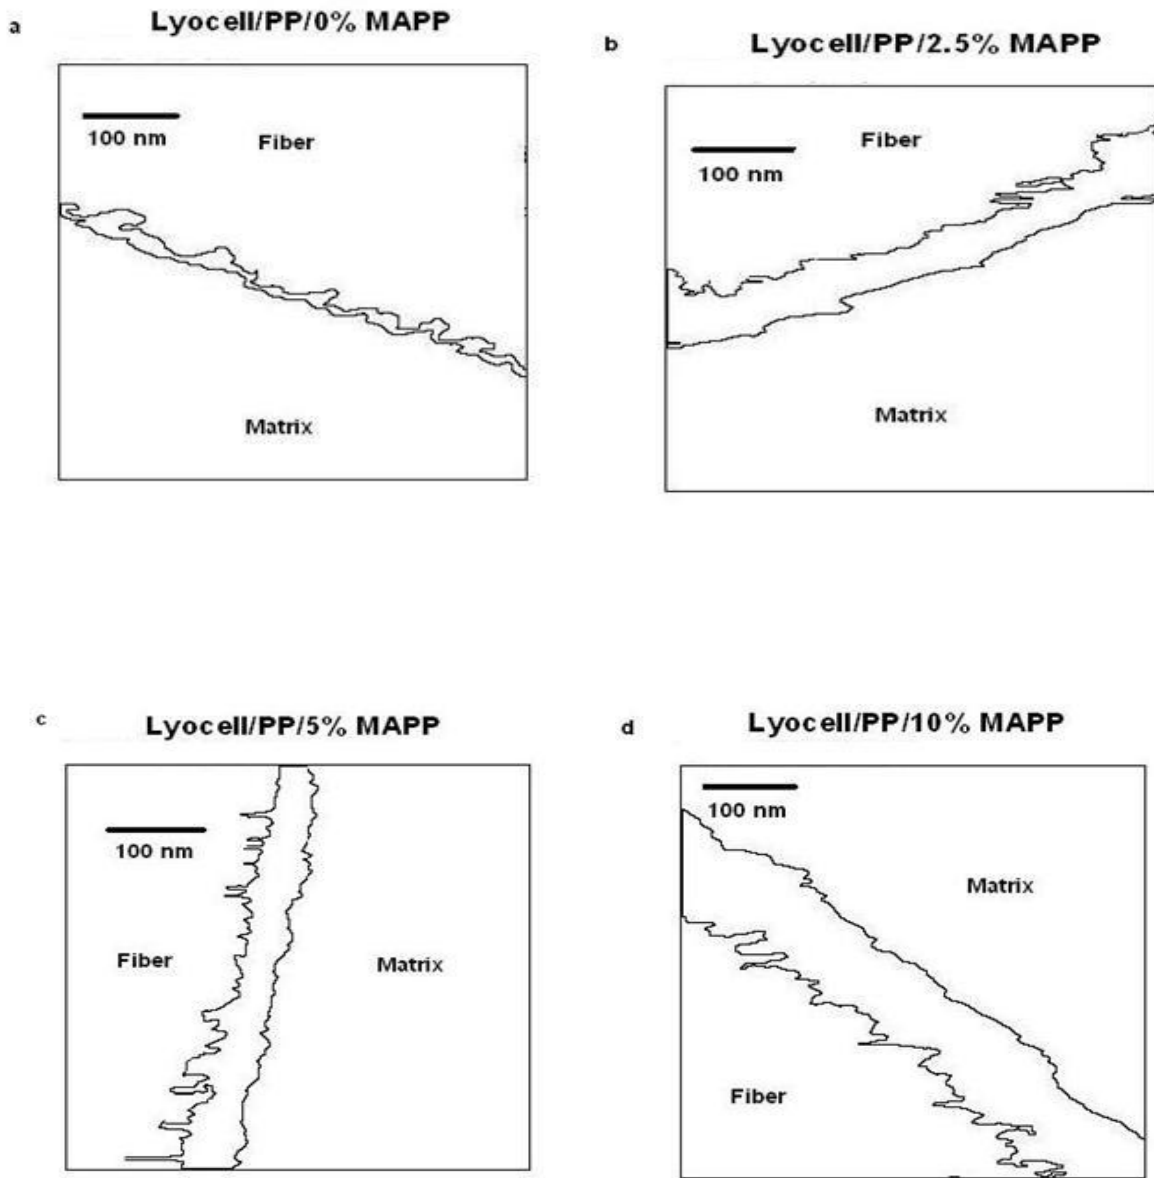 a
Lyocell/PP/0% MAPP
100 nm
Fiber
Matrix
b
Lyocell/PP/2.5% MAPP
100 nm
Fiber
Matrix
c
Lyocell/PP/5% MAPP
100 nm
Fiber
Matrix
d
Lyocell/PP/10% MAPP
100 nm
Matrix
Fiber